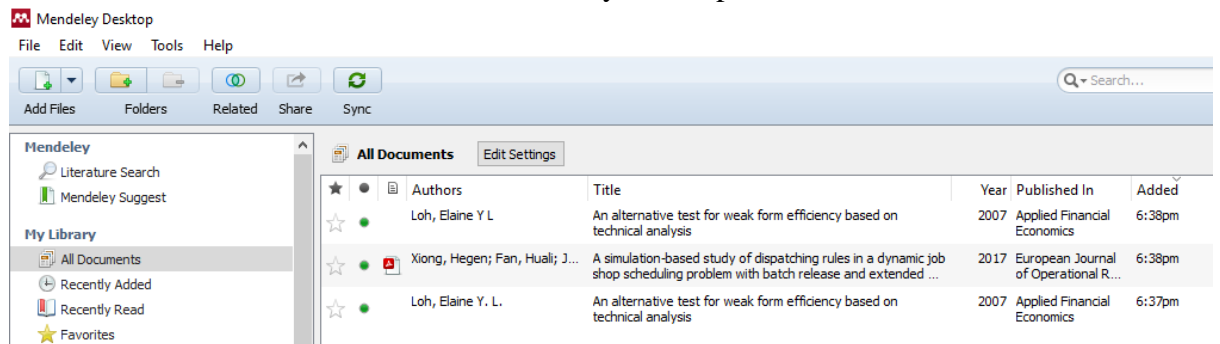 Mendeley Desktop
File Edit View Tools Help
Search...
Add Files Folders Related Share Sync
Mendeley
Literature Search
Mendeley Suggest
My Library
All Documents
Recently Added
Recently Read
Favorites
All Documents Edit Settings
Authors Title Year Published In Added
Loh, Elaine Y L An alternative test for weak form efficiency based on 2007 Applied Financial 6:38pm
technical analysis Economics
Xiong, Hegen; Fan, Huali; J... A simulation-based study of dispatching rules in a dynamic job 2017 European Journal 6:38pm
shop scheduling problem with batch release and extended ... of Operational R...
Loh, Elaine Y. L. An alternative test for weak form efficiency based on 2007 Applied Financial 6:37pm
technical analysis Economics